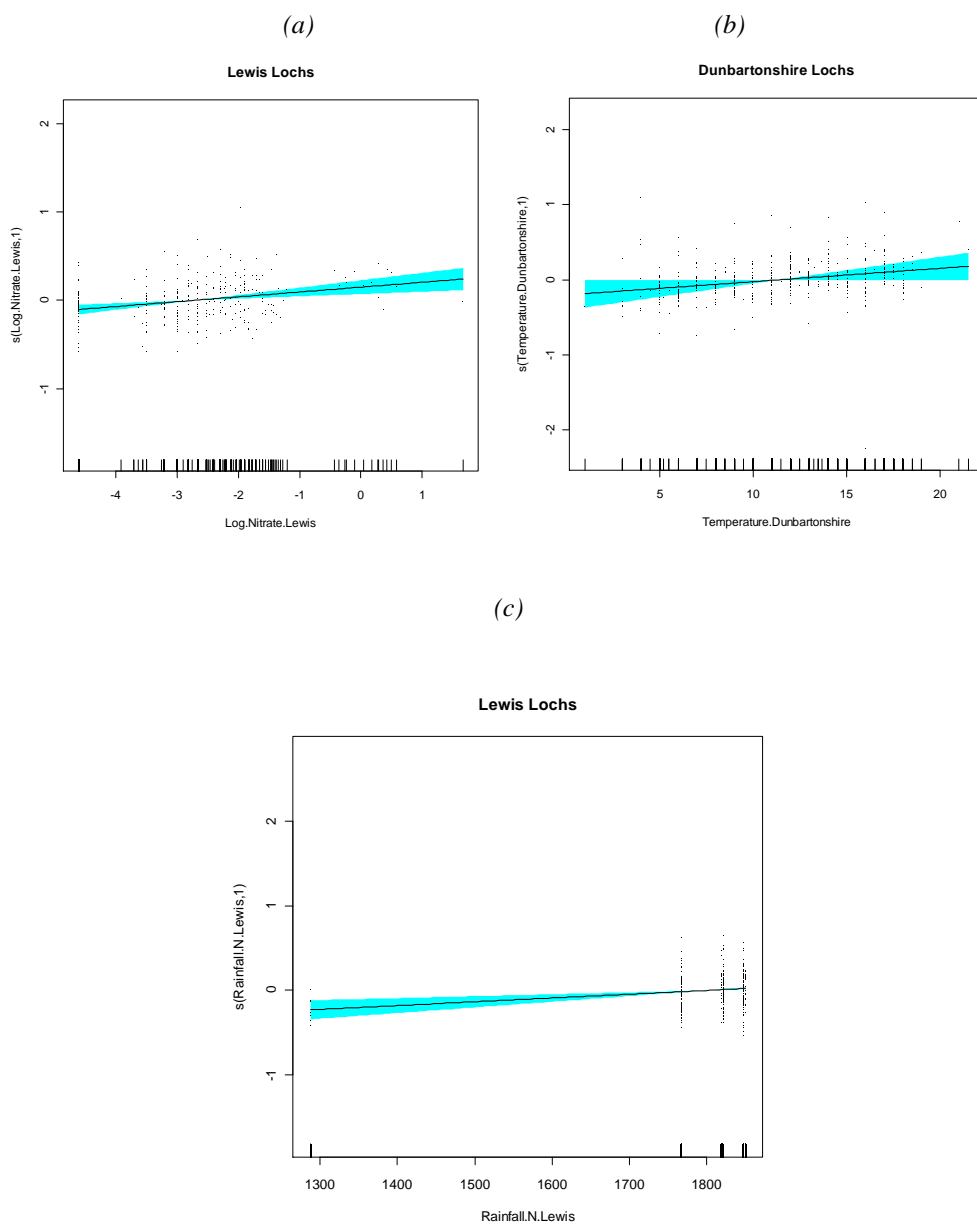 (a)
(b)
Lewis Lochs
Dunbartonshire Lochs
s(Log.Nitrate.Lewis,1)
2
1
0
-1
-4 -3 -2 -1 0 1
Log.Nitrate.Lewis
s(Temperature.Dunbartonshire,1)
2
1
0
-1
-2
5 10 15 20
Temperature.Dunbartonshire
(c)
Lewis Lochs
s(Rainfall.N.Lewis,1)
2
1
0
-1
1300 1400 1500 1600 1700 1800
Rainfall.N.Lewis